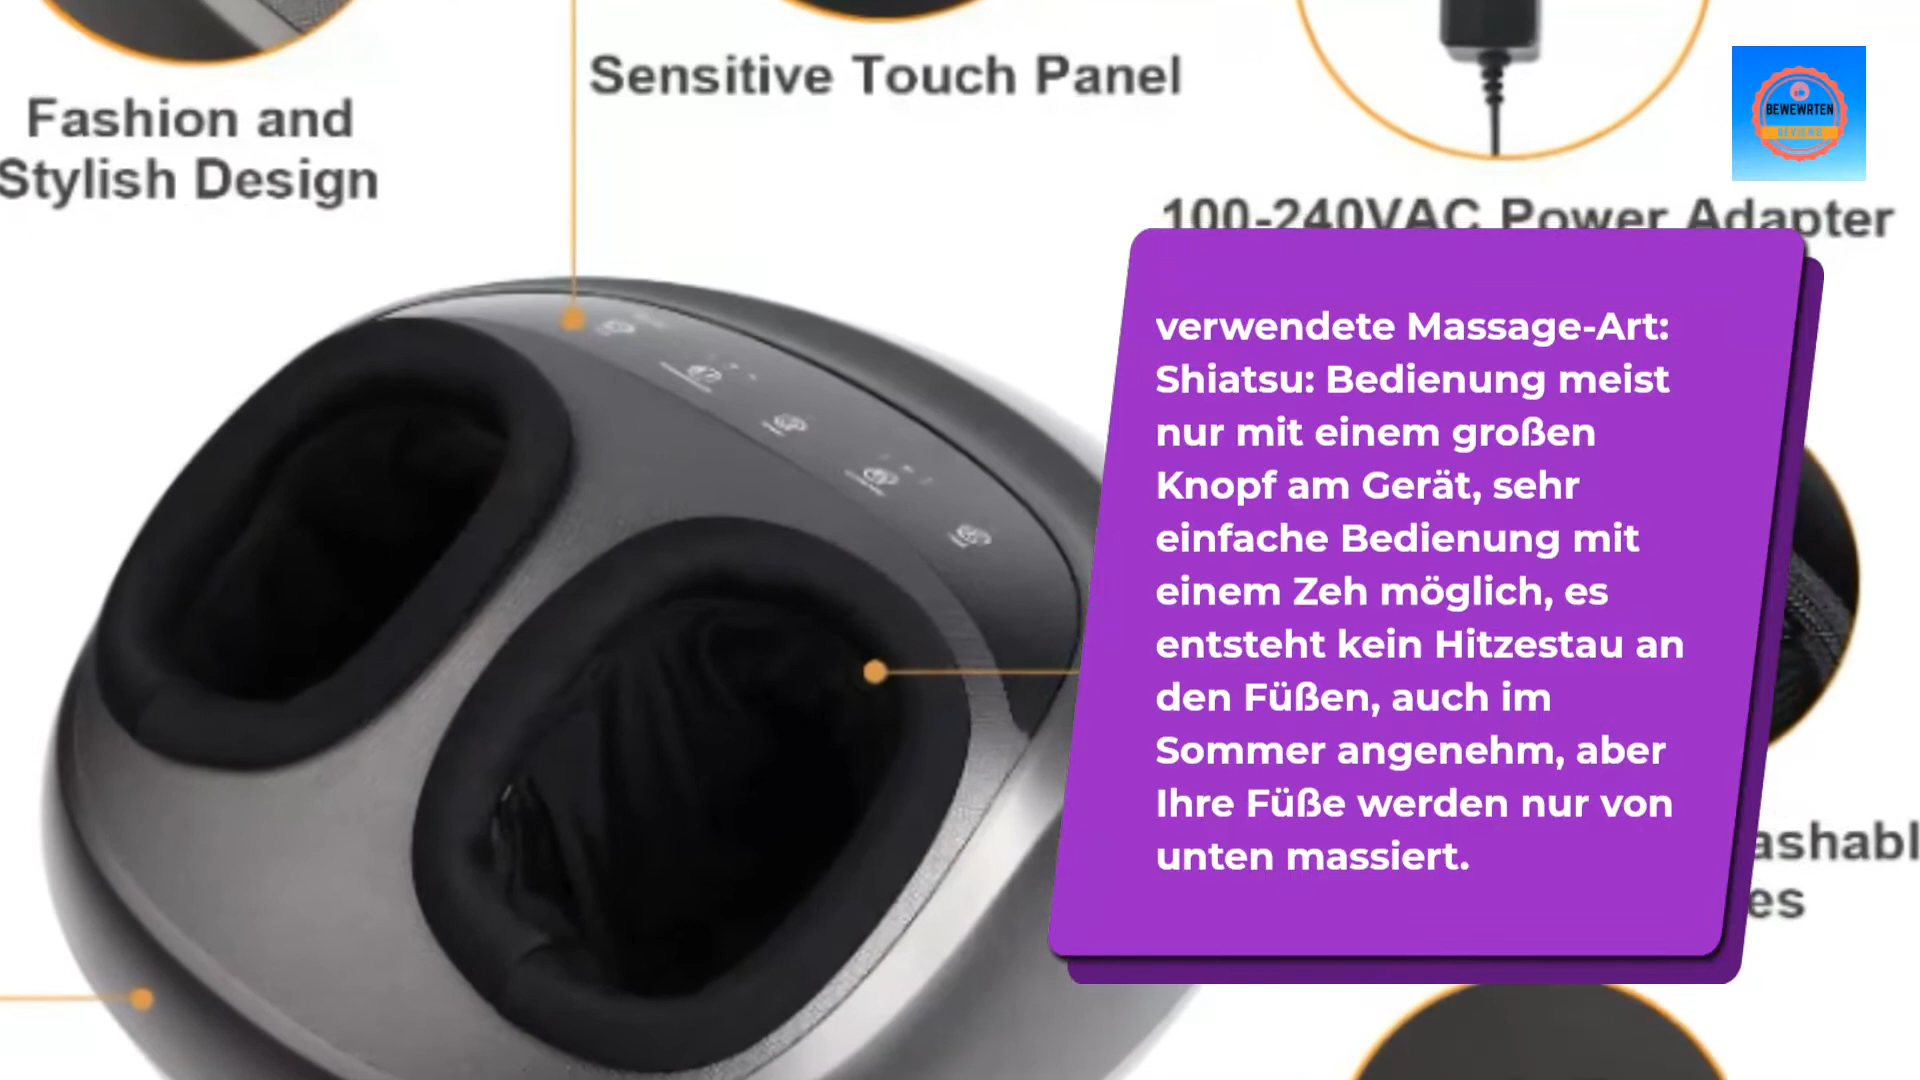 Sensitive Touch Panel
Fashion and
Stylish Design
BEWEWRTEN
REVIEWS
100-240VAC Power Adapter
verwendete Massage-Art:
Shiatsu: Bedienung meist
nur mit einem großen
Knopf am Gerät, sehr
einfache Bedienung mit
einem Zeh möglich, es
entsteht kein Hitzestau an
den Füßen, auch im
Sommer angenehm, aber
Ihre Füße werden nur von
unten massiert.
ashabl
es